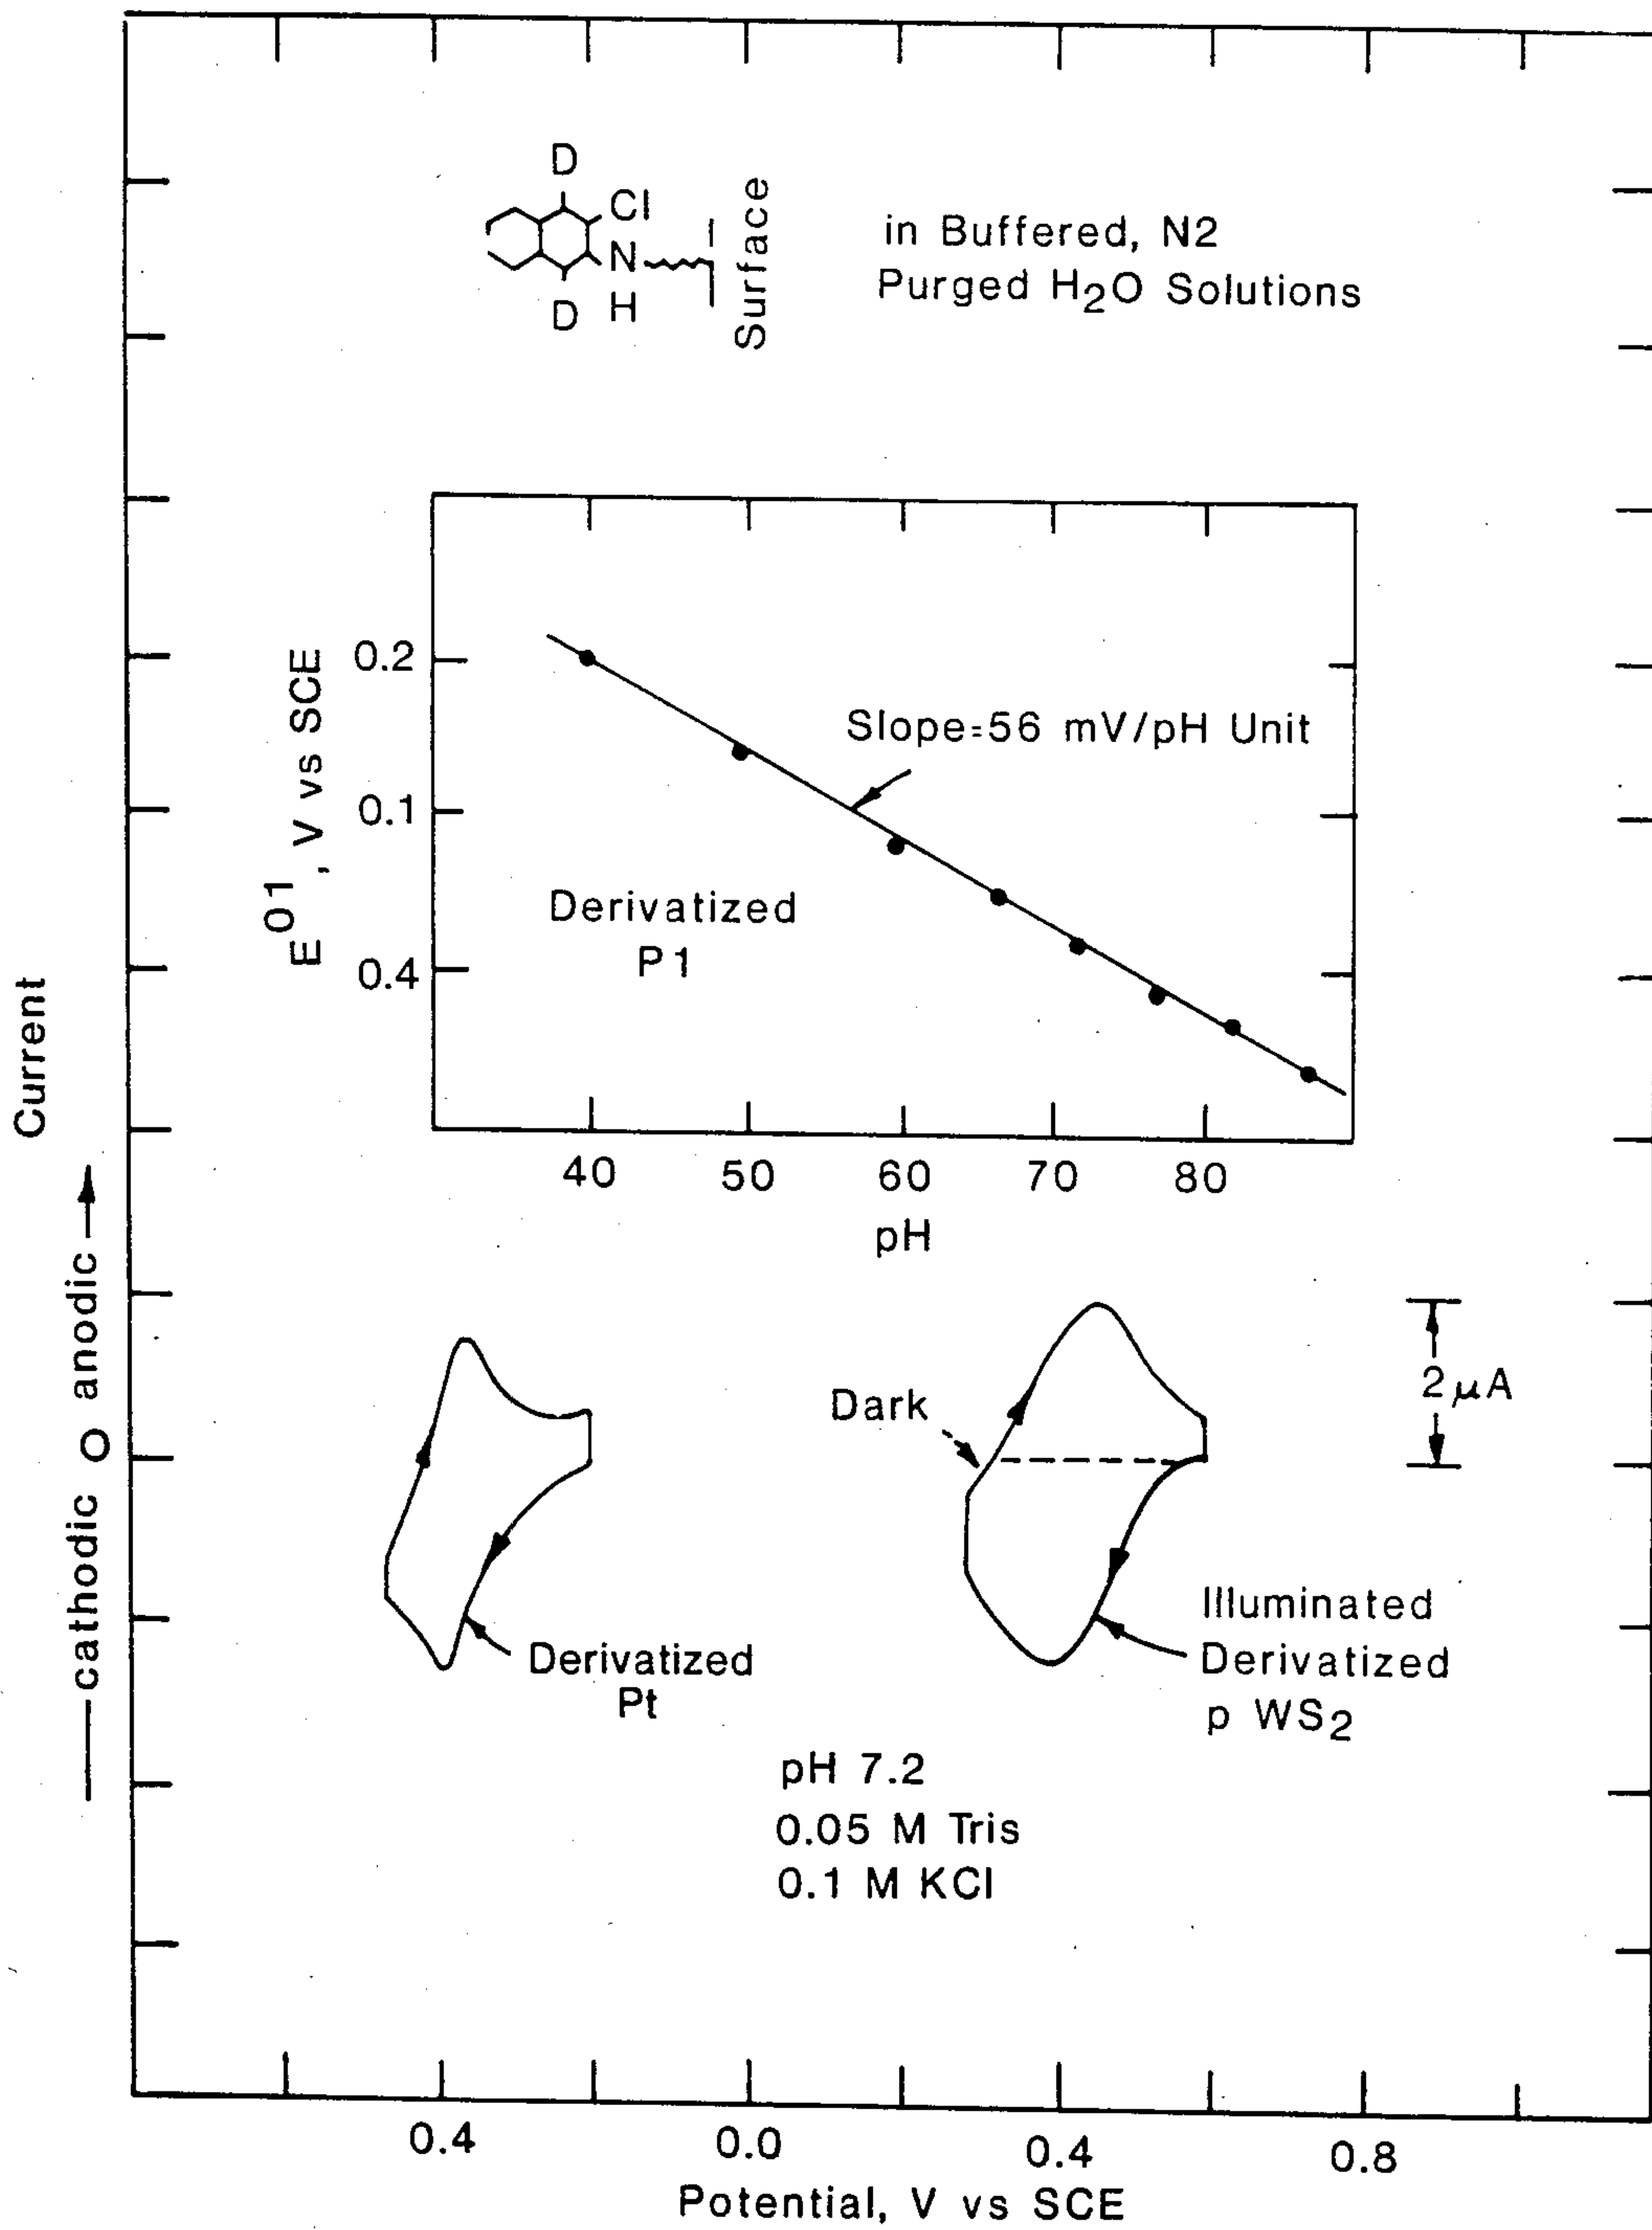 D
Cl
N
H
D
Surface
in Buffered, N2
Purged H2O Solutions
E01, V vs SCE
0.2
0.1
0.4
Slope=56 mV/pH Unit
Derivatized
P1
40 50 60 70 80
pH
Current
cathodic O anodic
Dark
2 μA
Derivatized
Pt
Illuminated
Derivatized
p WS2
pH 7.2
0.05 M Tris
0.1 M KCl
0.4 0.0 0.4 0.8
Potential, V vs SCE